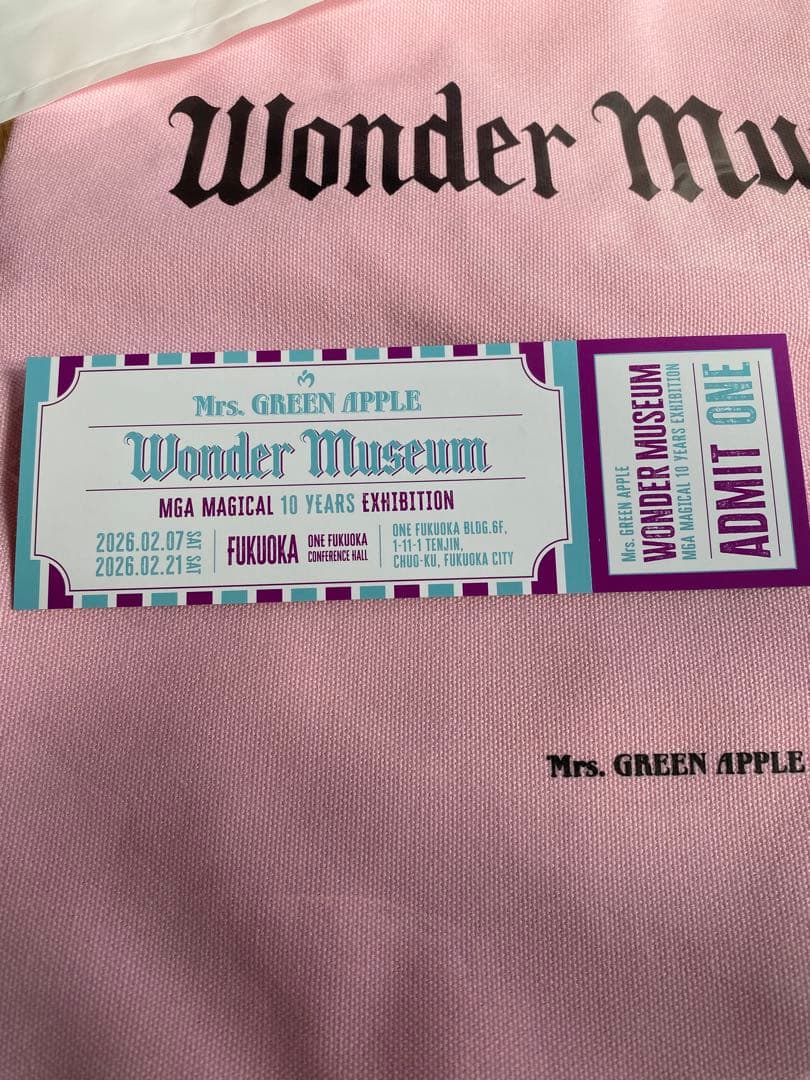 Wonder Mu
Mrs. GREEN APPLE
Wonder Museum
MGA MAGICAL 10 YEARS EXHIBITION
2026.02.07 SAT
2026.02.21 SAT
FUKUOKA
ONE FUKUOKA
CONFERENCE HALL
ONE FUKUOKA BLDG.6F,
1-11-1 TENJIN,
CHUO-KU, FUKUOKA CITY
Mrs. GREEN APPLE
WONDER MUSEUM
MGA MAGICAL 10 YEARS EXHIBITION
ADMIT ONE
Mrs. GREEN APPLE